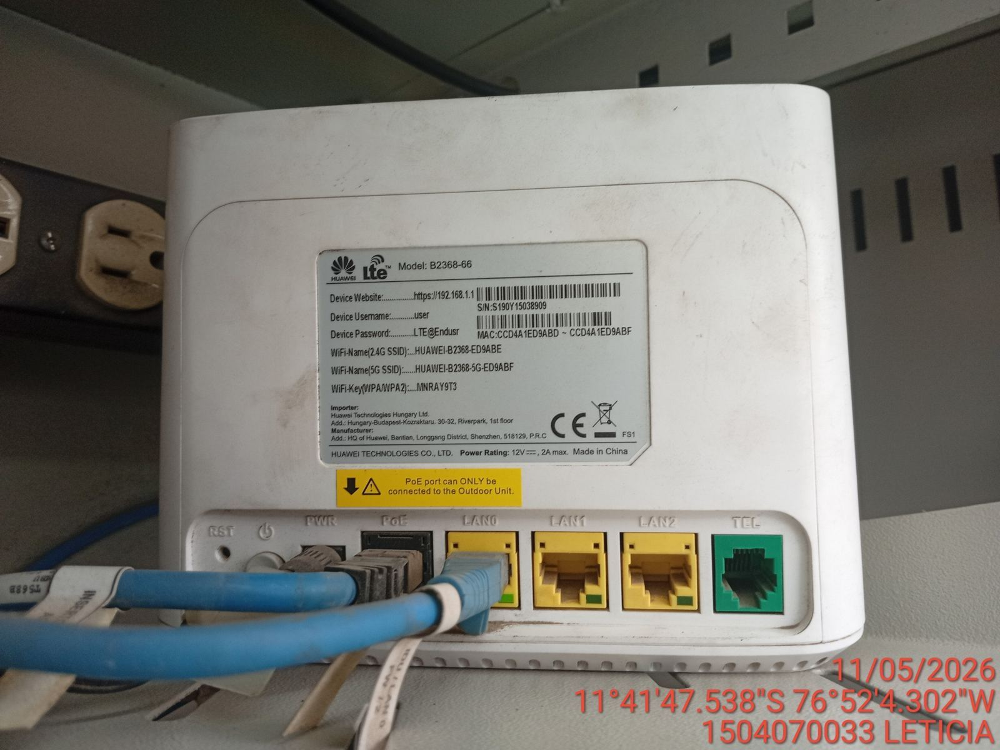 HUAWEI
Lte™
Model: B2368-66
Device Website:.................https://192.168.1.1
S/N:S190Y15038909
Device Username:............user
Device Password:............LTE@Endusr
MAC:CCD4A1ED9ABD ~ CCD4A1ED9ABF
WiFi-Name(2.4G SSID):...HUAWEI-B2368-ED9ABE
WiFi-Name(5G SSID):......HUAWEI-B2368-5G-ED9ABF
WiFi-Key(WPA/WPA2):....MNRAY9T3
Importer:
Huawei Technologies Hungary Ltd.
Add.: Hungary-Budapest-Kozraktaru. 30-32, Riverpark, 1st floor
Manufacturer:
Add.: HQ of Huawei, Bantian, Longgang District, Shenzhen, 518129, P.R.C
CE
FS1
HUAWEI TECHNOLOGIES CO., LTD. Power Rating: 12V⎓, 2A max. Made in China
PoE port can ONLY be
connected to the Outdoor Unit.
RST
PWR
PoE
LAN0
LAN1
LAN2
TEL
T568B
11/05/2026
11°41'47.538"S 76°52'4.302"W
1504070033 LETICIA